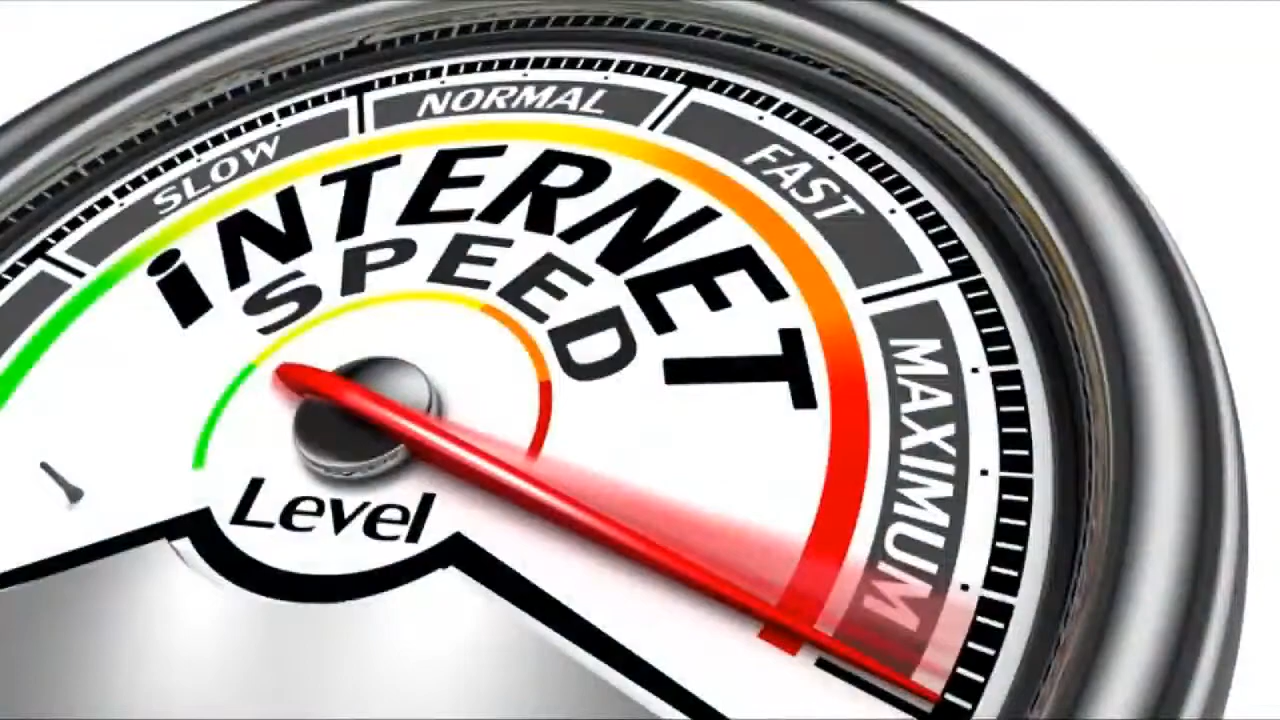 SLOW
NORMAL
FAST
MAXIMUM
iNTERNET
SPEED
Level